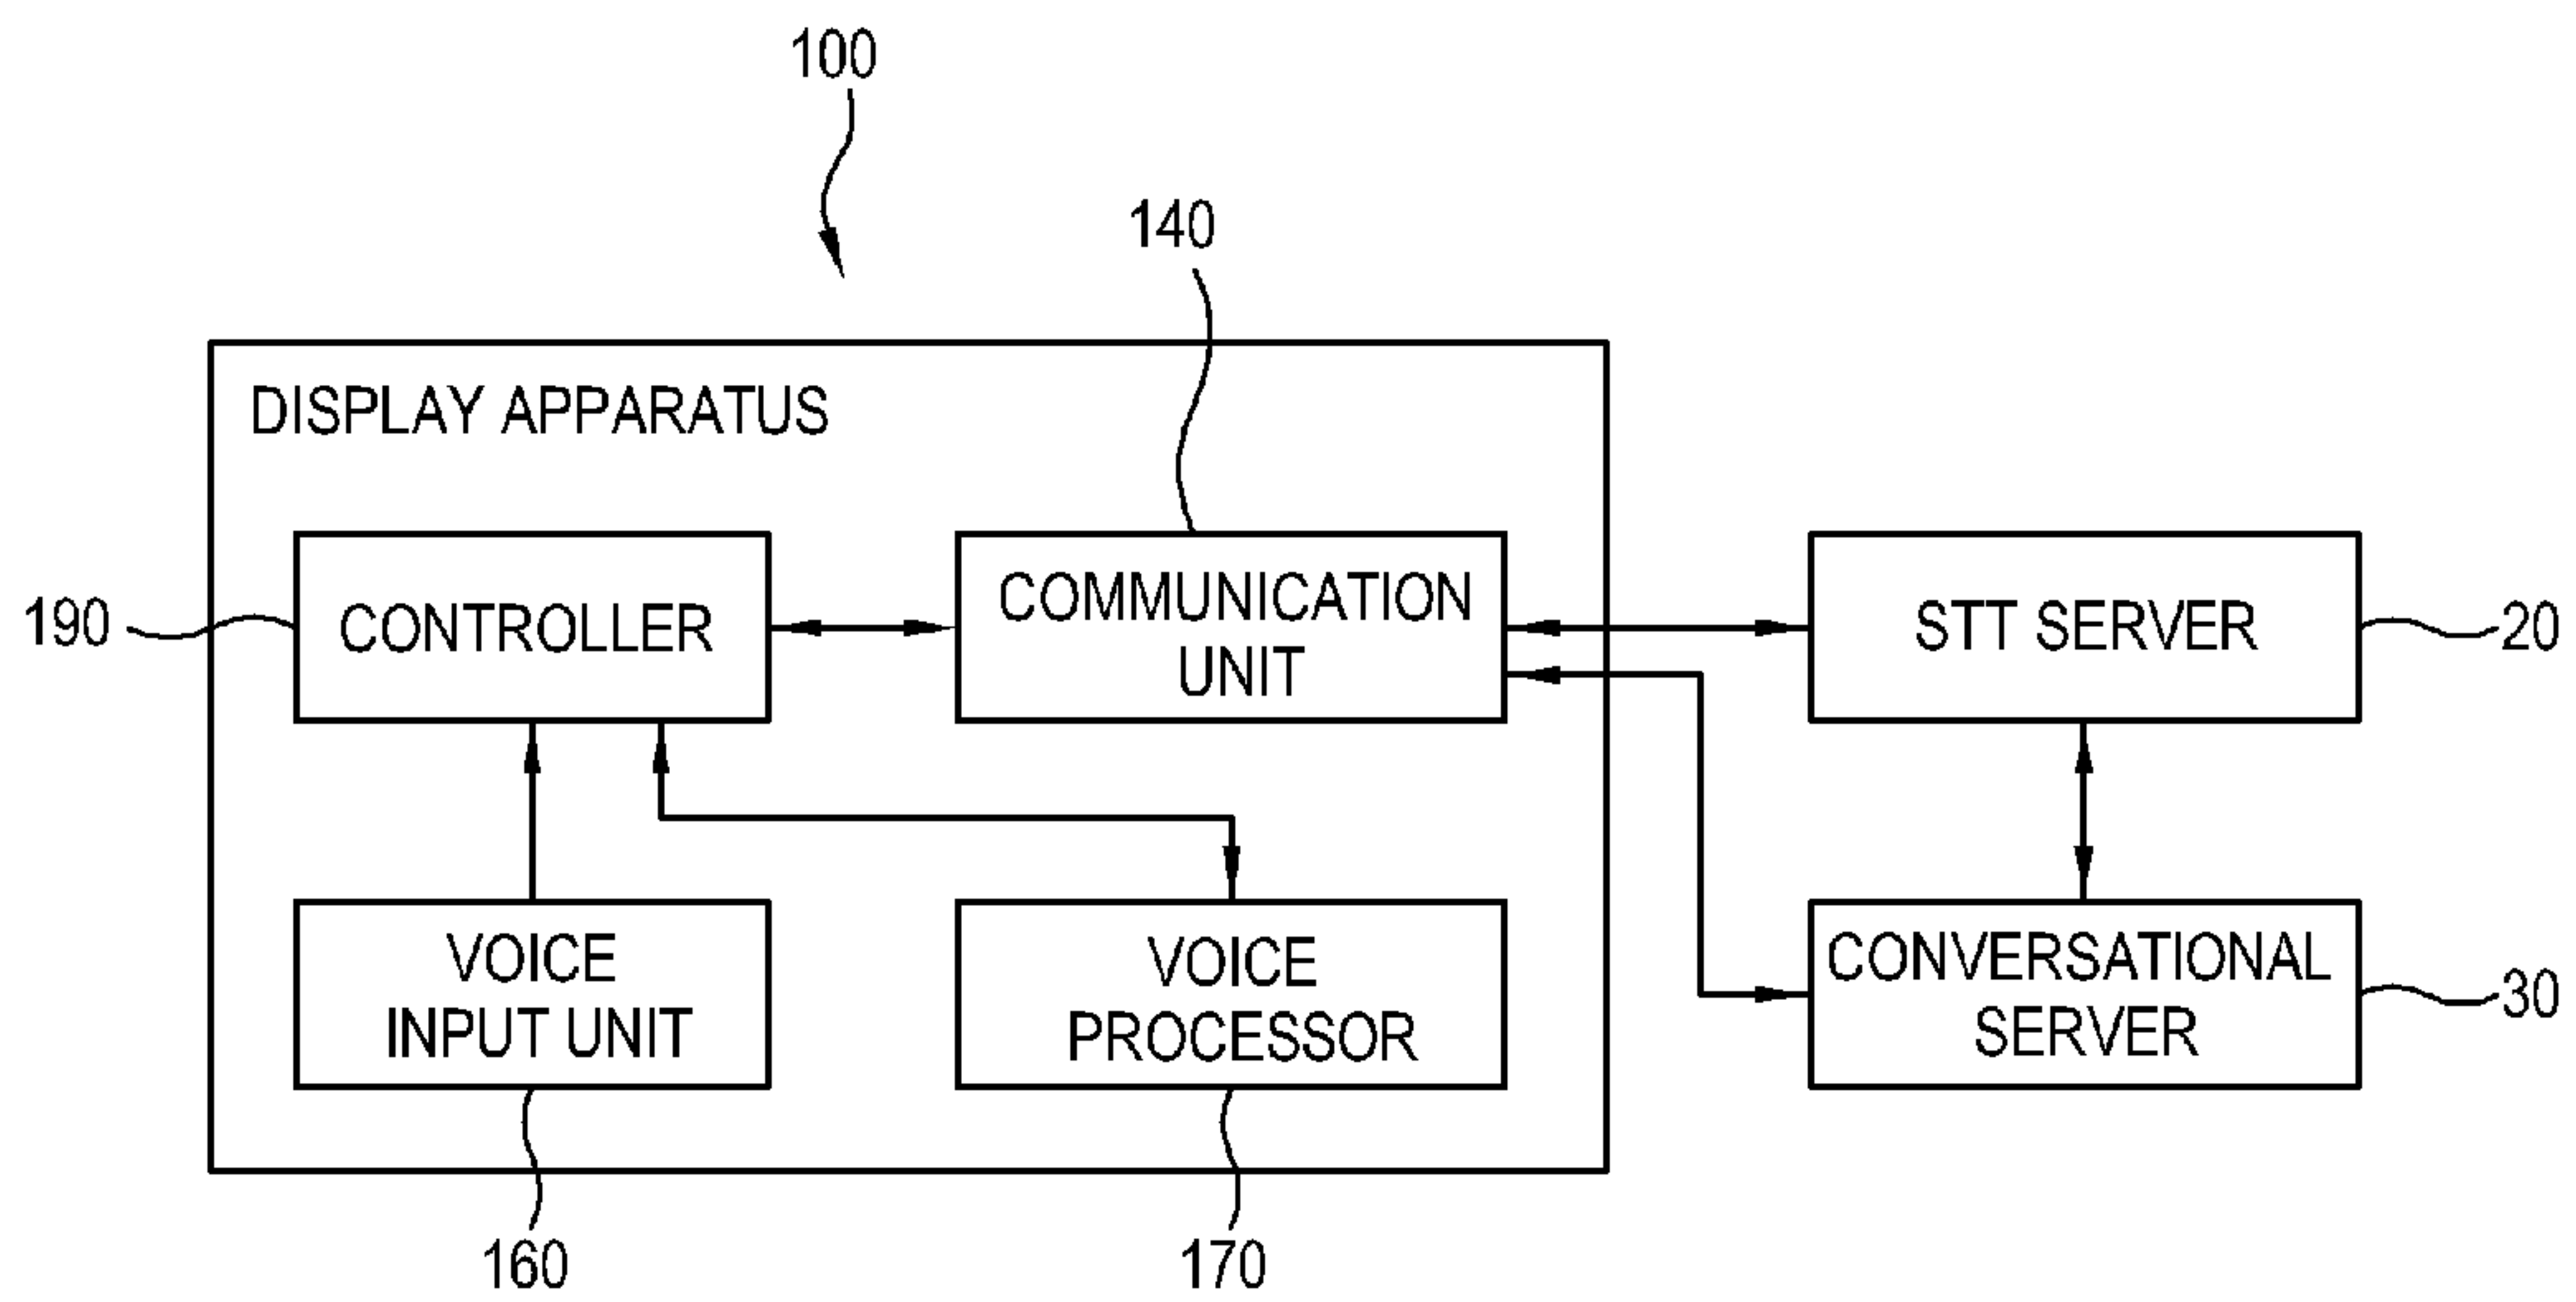 100
140
DISPLAY APPARATUS
190
CONTROLLER
COMMUNICATION
UNIT
STT SERVER
20
VOICE
INPUT UNIT
VOICE
PROCESSOR
CONVERSATIONAL
SERVER
30
160
170